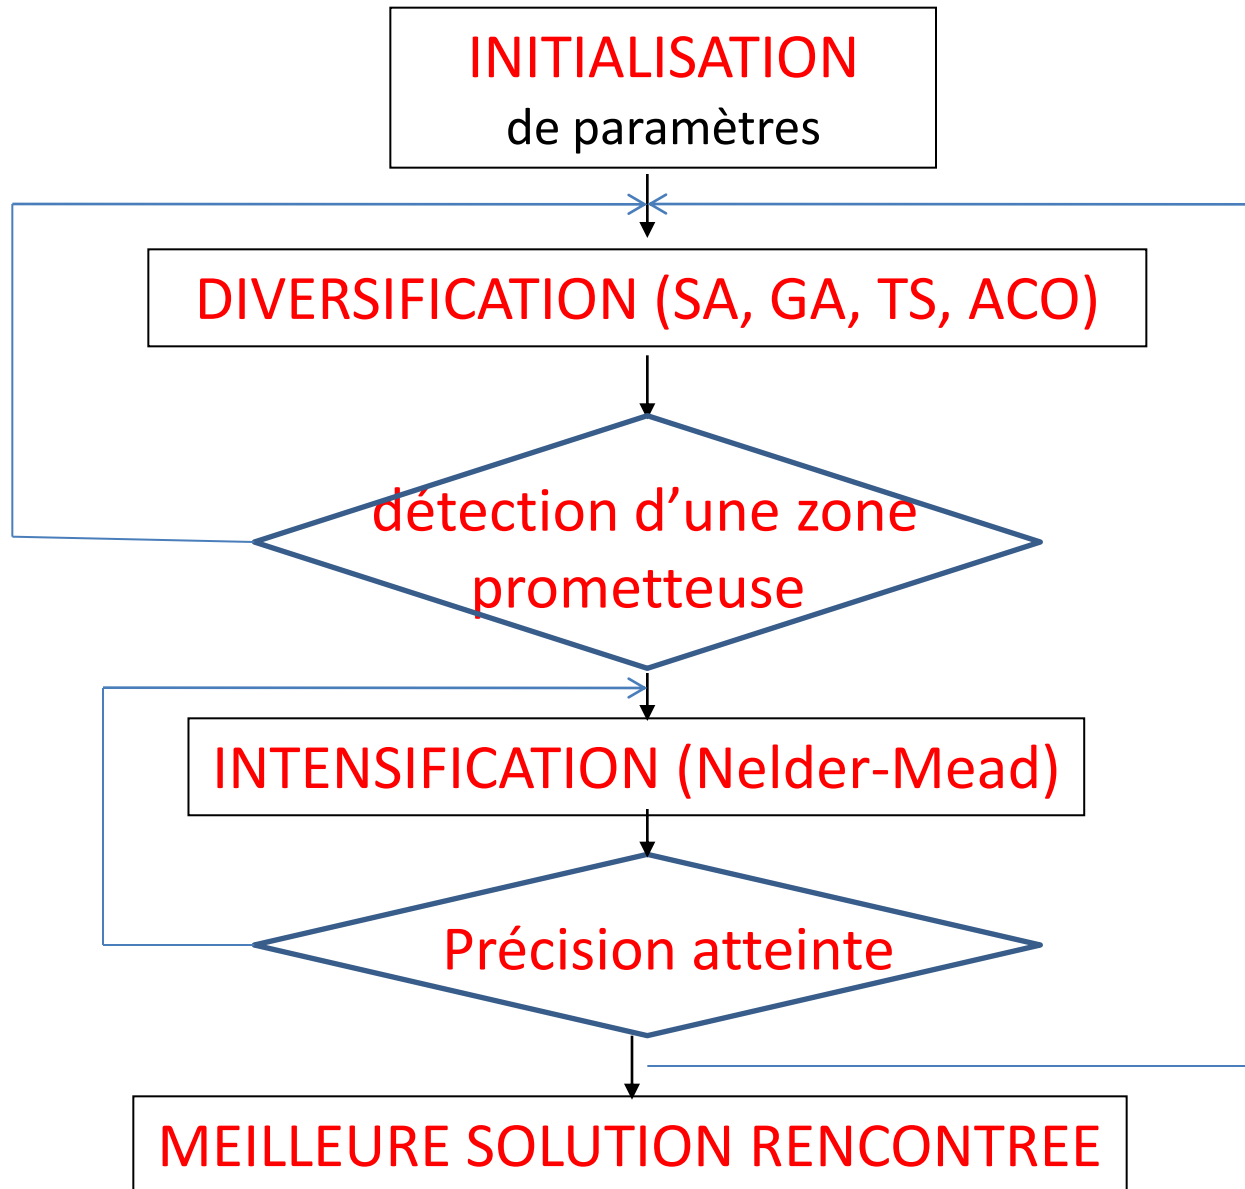 INITIALISATION
de paramètres
DIVERSIFICATION (SA, GA, TS, ACO)
détection d’une zone
prometteuse
INTENSIFICATION (Nelder-Mead)
Précision atteinte
MEILLEURE SOLUTION RENCONTREE